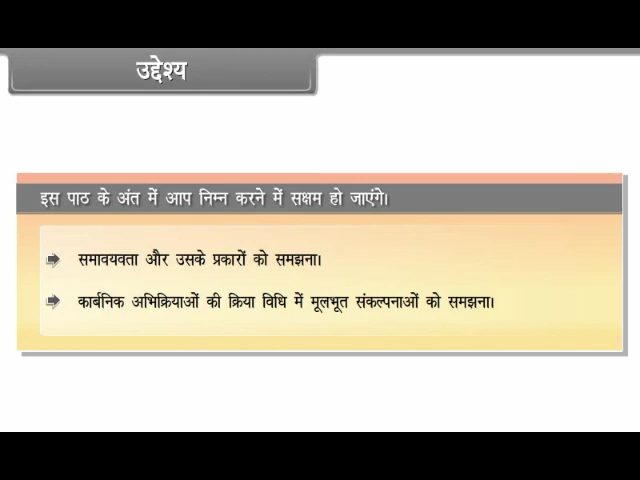 उद्देश्य
इस पाठ के अंत में आप निम्न करने में सक्षम हो जाएंगे।
समावयवता और उसके प्रकारों को समझना।
कार्बनिक अभिक्रियाओं की क्रिया विधि में मूलभूत संकल्पनाओं को समझना।